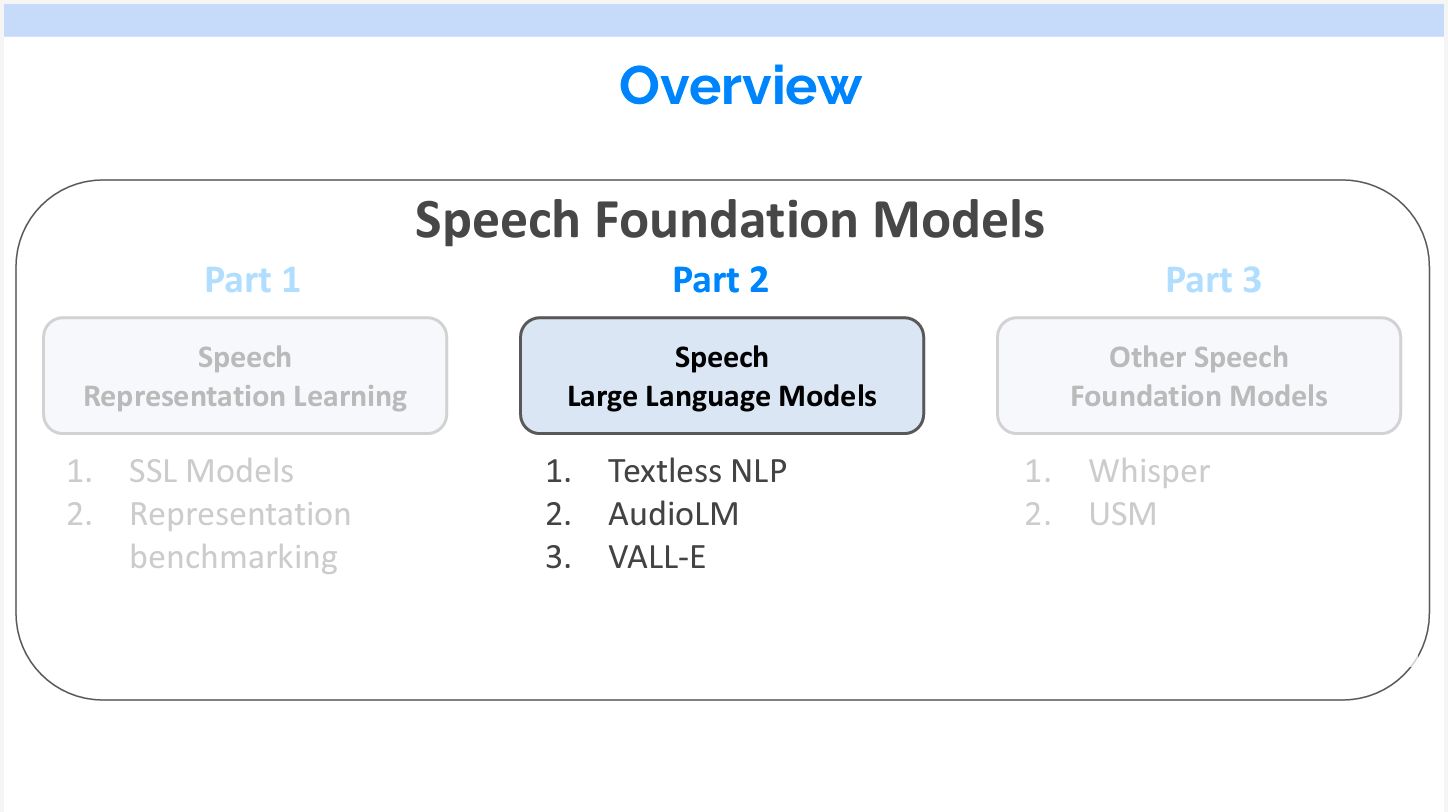 Overview
Speech Foundation Models
Part 1
Speech
Representation Learning
1. SSL Models
2. Representation
benchmarking
Part 2
Speech
Large Language Models
1. Textless NLP
2. AudioLM
3. VALL-E
Part 3
Other Speech
Foundation Models
1. Whisper
2. USM